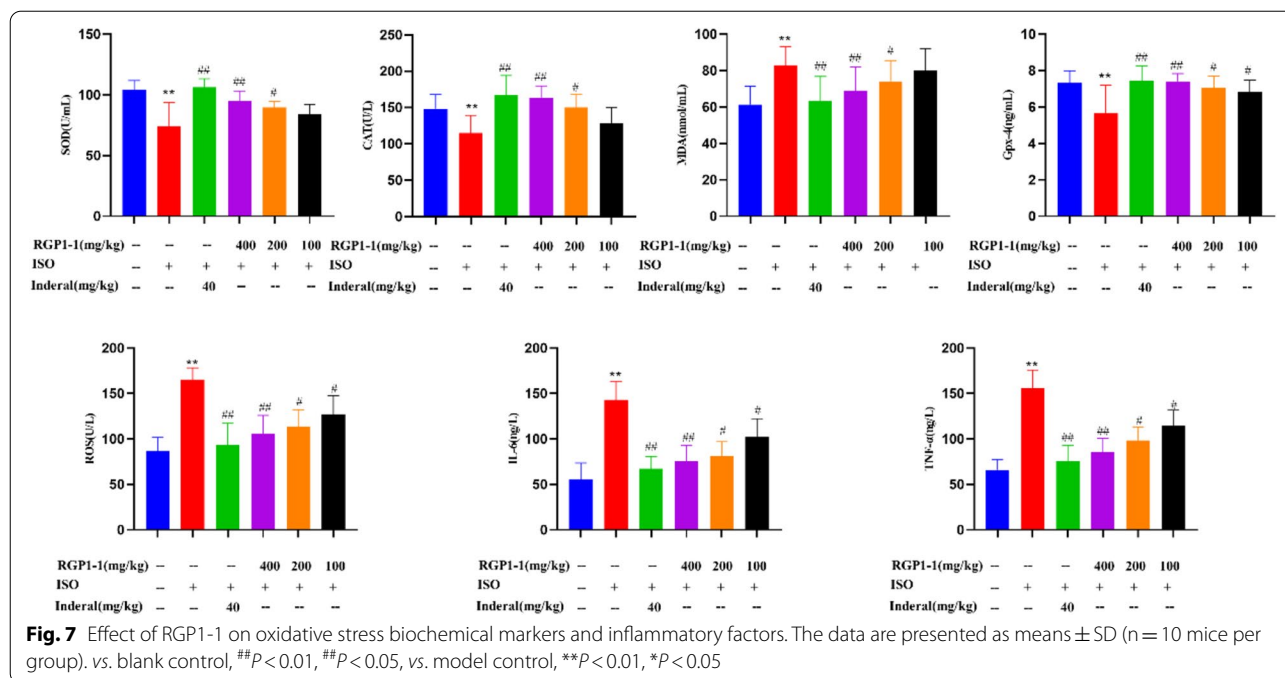 150
100
50
0
SOD(U/mL)
** ## ## #
250
200
150
100
50
0
CAT(U/L)
** ## ## #
100
80
60
40
20
0
MDA(nmol/mL)
** ## ## #
10
8
6
4
2
0
Gpx-4(ng/mL)
** ## ## # #
RGP1-1(mg/kg) -- -- -- 400 200 100 RGP1-1(mg/kg) -- -- -- 400 200 100 RGP1-1(mg/kg) -- -- -- 400 200 100 RGP1-1(mg/kg) -- -- -- 400 200 100
ISO -- + + + + + ISO -- + + + + + ISO -- + + + + + ISO -- + + + + +
Inderal(mg/kg) -- -- 40 -- -- -- Inderal(mg/kg) -- -- 40 -- -- -- Inderal(mg/kg) -- -- 40 -- -- -- Inderal(mg/kg) -- -- 40 -- -- --
200
150
100
50
0
ROS(U/L)
** ## ## # #
200
150
100
50
0
IL-6(ng/L)
** ## ## # #
200
150
100
50
0
TNF-α(ng/L)
** ## ## # #
RGP1-1(mg/kg) -- -- -- 400 200 100 RGP1-1(mg/kg) -- -- -- 400 200 100 RGP1-1(mg/kg) -- -- -- 400 200 100
ISO -- + + + + + ISO -- + + + + + ISO -- + + + + +
Inderal(mg/kg) -- -- 40 -- -- -- Inderal(mg/kg) -- -- 40 -- -- -- Inderal(mg/kg) -- -- 40 -- -- --
Fig. 7 Effect of RGP1-1 on oxidative stress biochemical markers and inflammatory factors. The data are presented as means ± SD (n = 10 mice per
group). vs. blank control, ##P < 0.01, ##P < 0.05, vs. model control, **P < 0.01, *P < 0.05